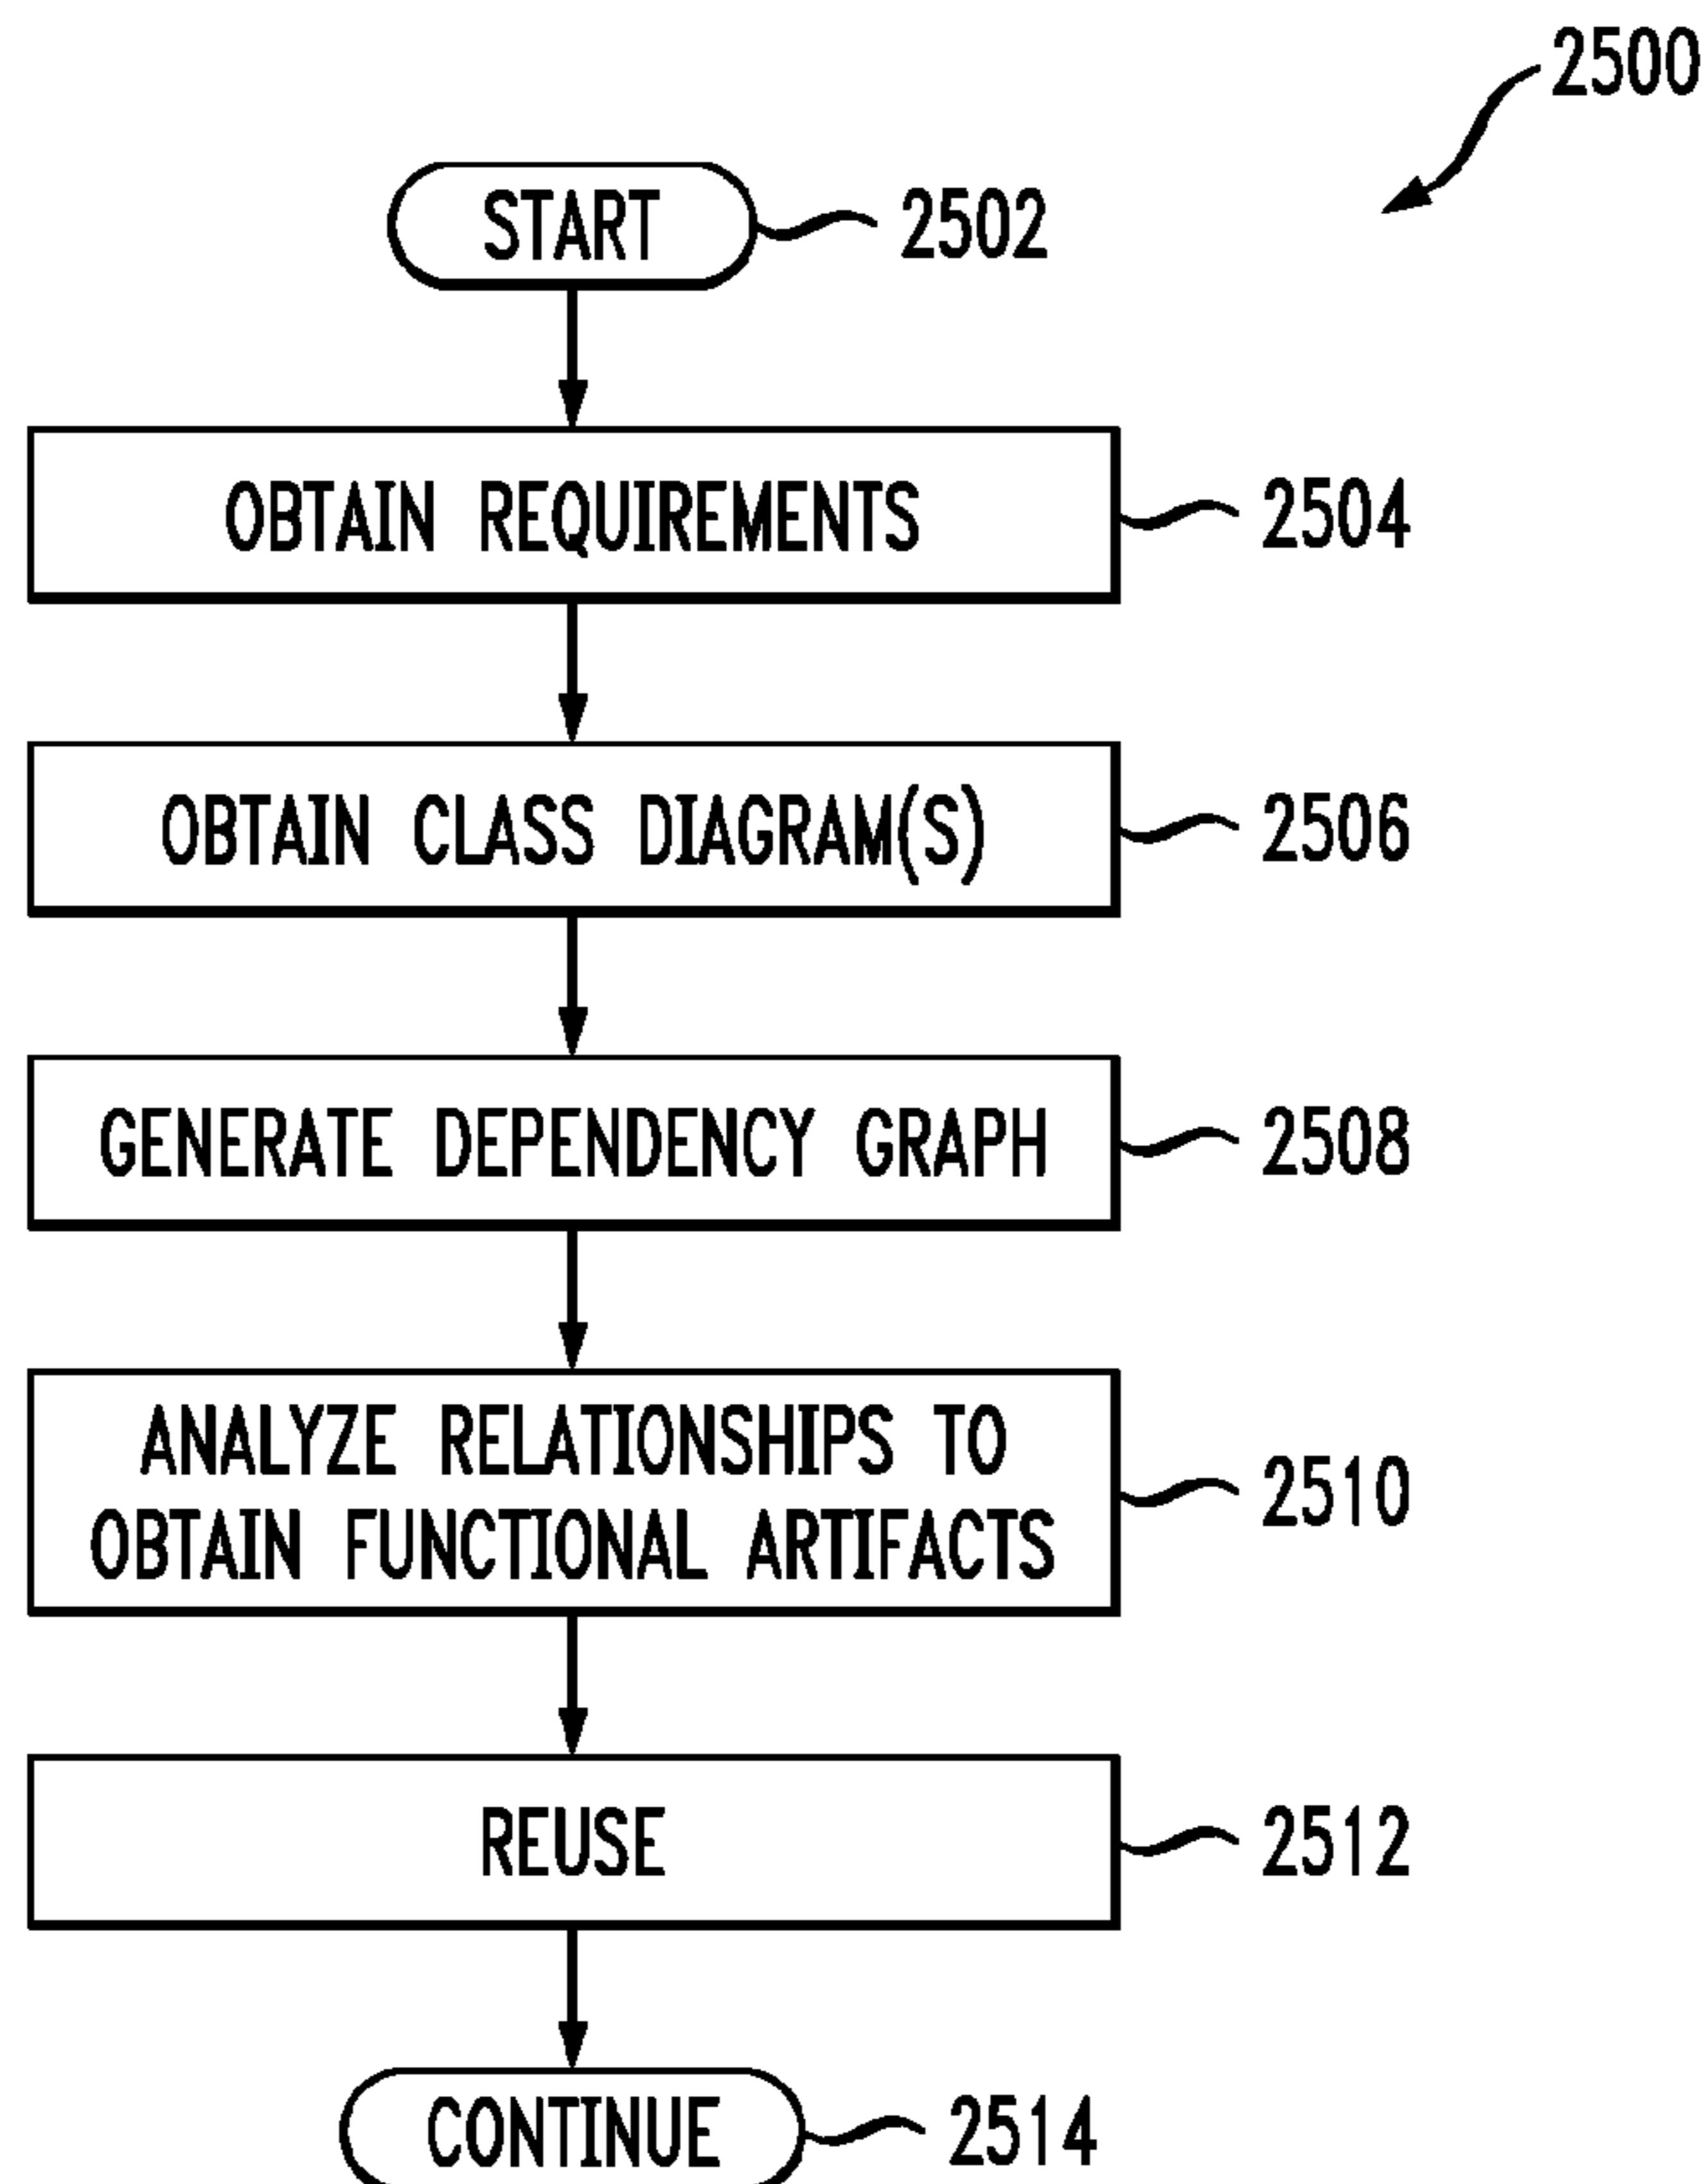 2500
START 2502
OBTAIN REQUIREMENTS 2504
OBTAIN CLASS DIAGRAM(S) 2506
GENERATE DEPENDENCY GRAPH 2508
ANALYZE RELATIONSHIPS TO
OBTAIN FUNCTIONAL ARTIFACTS
2510
REUSE 2512
CONTINUE 2514